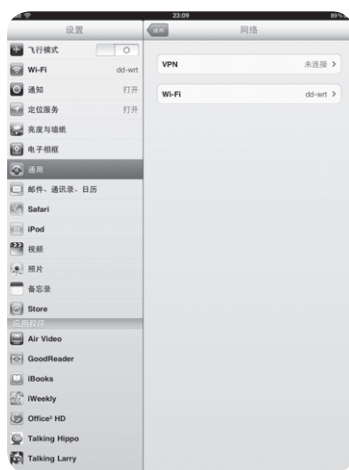 23:09
89%
设置
飞行模式
Wi-Fi dd-wrt
通知 打开
定位服务 打开
亮度与墙纸
电子相框
通用
邮件、通讯录、日历
Safari
iPod
视频
照片
备忘录
Store
应用程序
Air Video
GoodReader
iBooks
iWeekly
Office² HD
Talking Hippo
Talking Larry
通用
网络
VPN 未连接
Wi-Fi dd-wrt